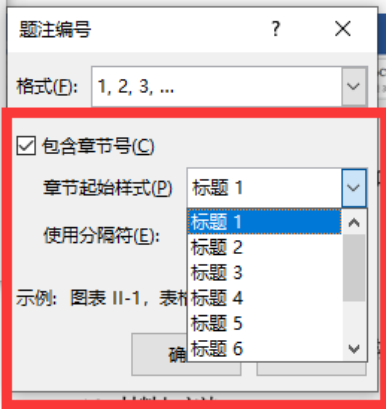 题注编号 ?
格式(F): 1, 2, 3, ...
包含章节号(C)
章节起始样式(P) 标题 1
标题 1
使用分隔符(E):
标题 2
标题 3
示例: 图表 II-1, 表格
标题 4
标题 5
标题 6
确